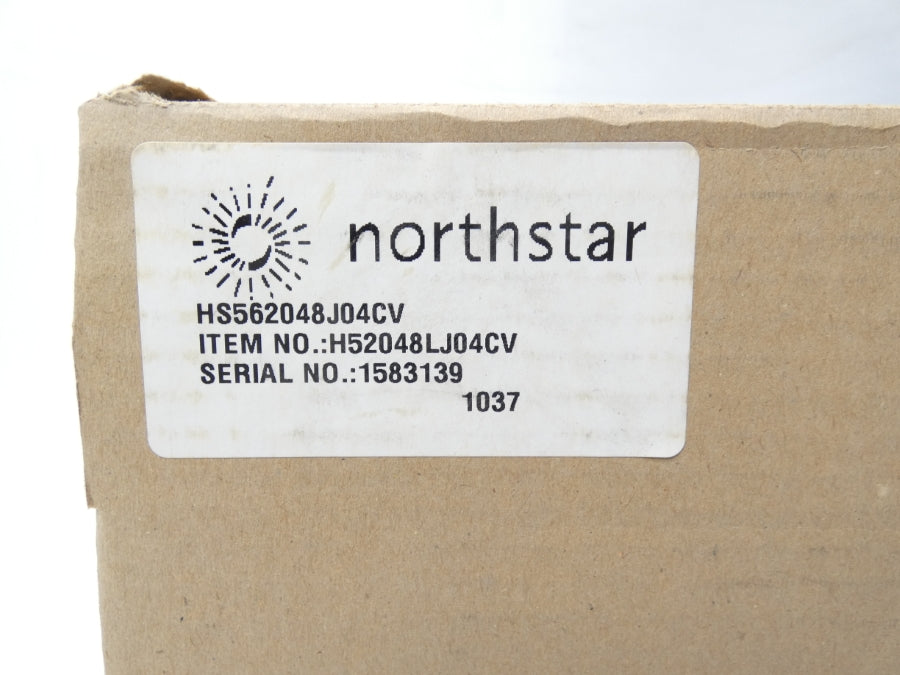 northstar
HS562048J04CV
ITEM NO.:H52048LJ04CV
SERIAL NO.:1583139
1037